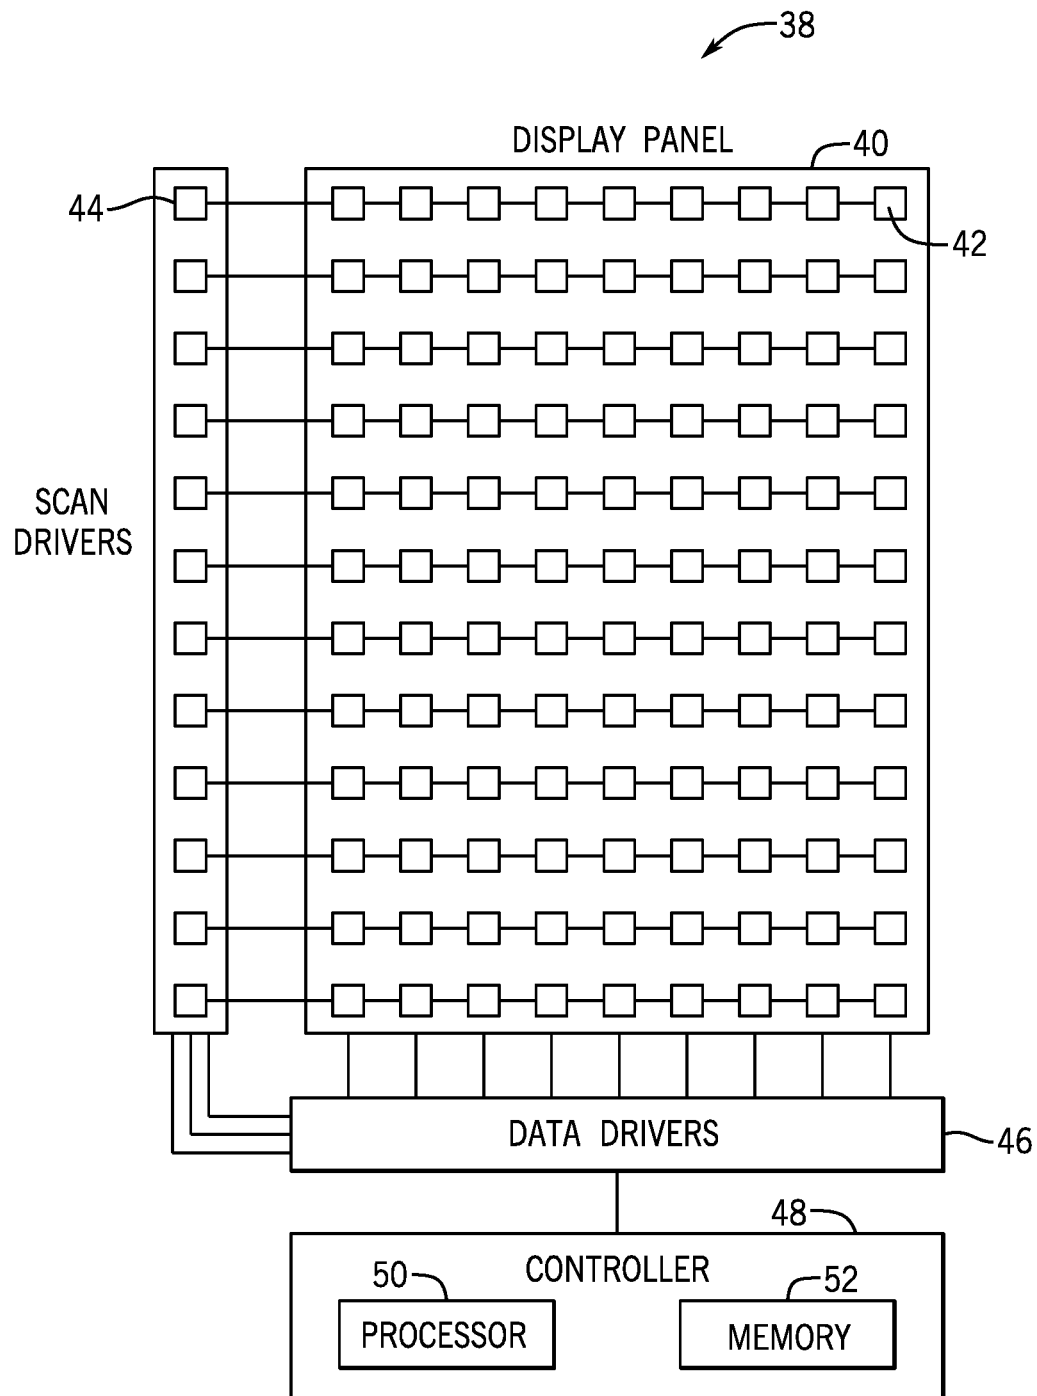 38
DISPLAY PANEL
40
44
42
SCAN
DRIVERS
DATA DRIVERS
46
48
CONTROLLER
50
52
PROCESSOR
MEMORY